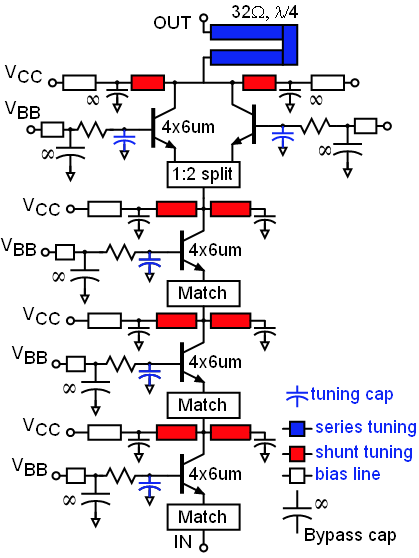 OUT
32Ω, λ/4
VCC
∞
∞
VBB
4x6um
∞
∞
1:2 split
VCC
VBB
4x6um
∞
Match
VCC
VBB
4x6um
∞
Match
VCC
VBB
4x6um
∞
Match
IN
tuning cap
series tuning
shunt tuning
bias line
∞
Bypass cap